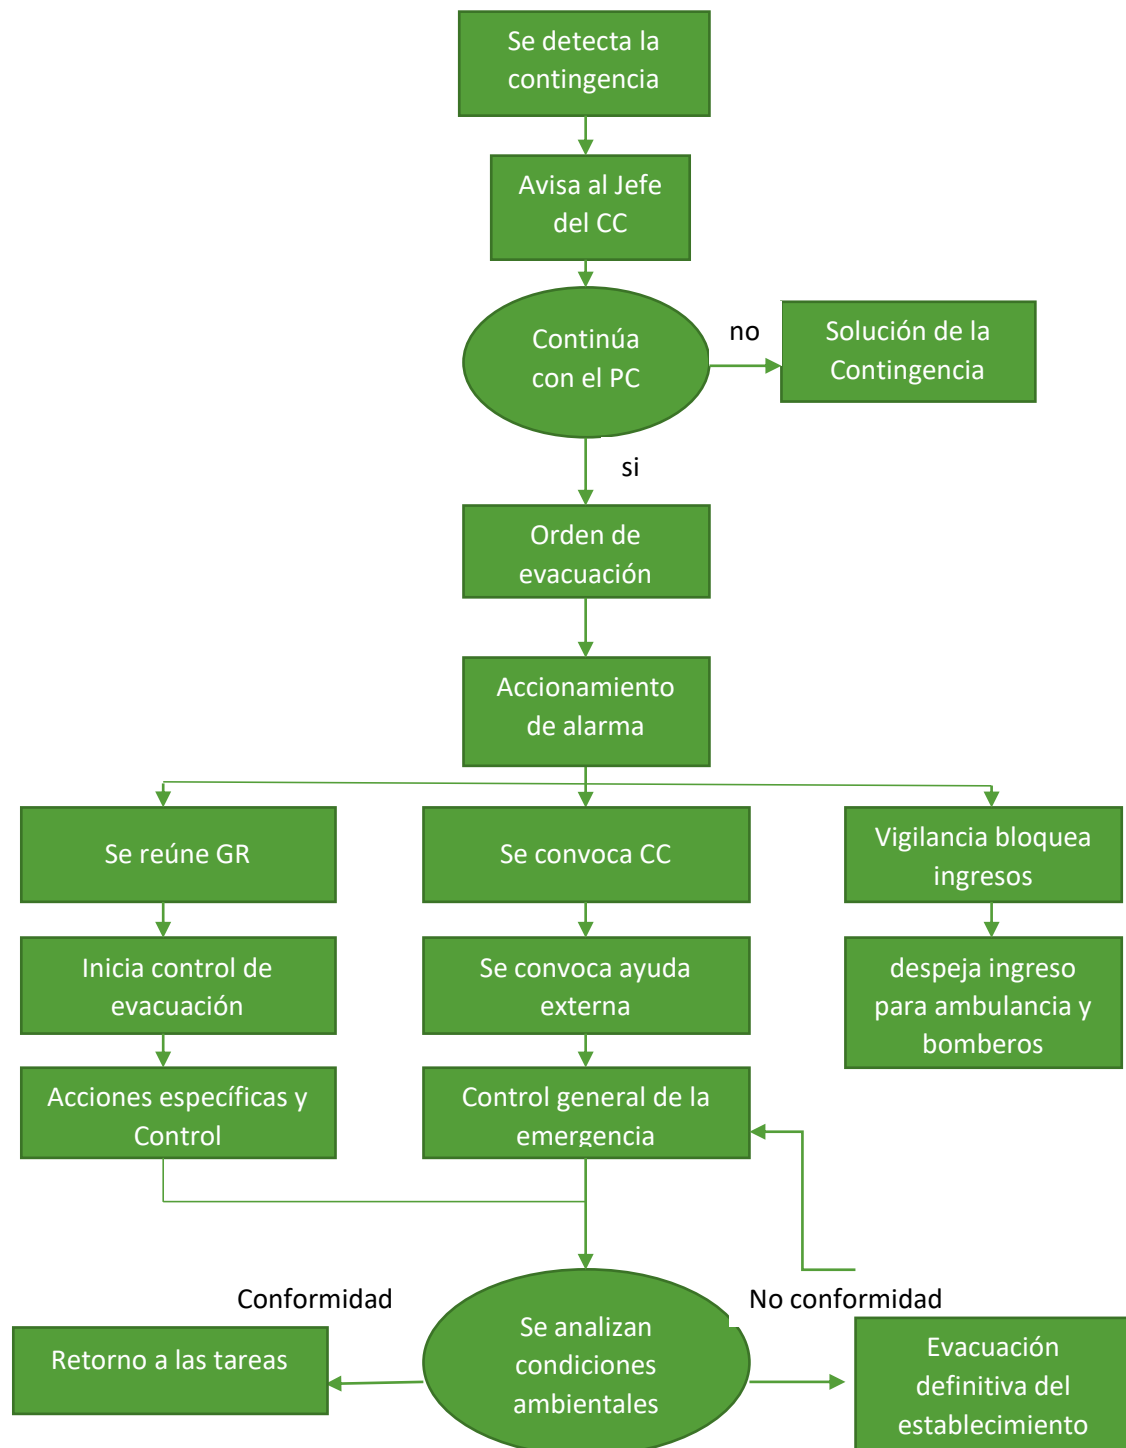 Se detecta la
contingencia
Avisa al Jefe
del CC
Continúa
con el PC
no
Solución de la
Contingencia
si
Orden de
evacuación
Accionamiento
de alarma
Se reúne GR
Se convoca CC
Vigilancia bloquea
ingresos
Inicia control de
evacuación
Se convoca ayuda
externa
despeja ingreso
para ambulancia y
bomberos
Acciones específicas y
Control
Control general de la
emergencia
Conformidad
No conformidad
Se analizan
condiciones
ambientales
Retorno a las tareas
Evacuación
definitiva del
establecimiento